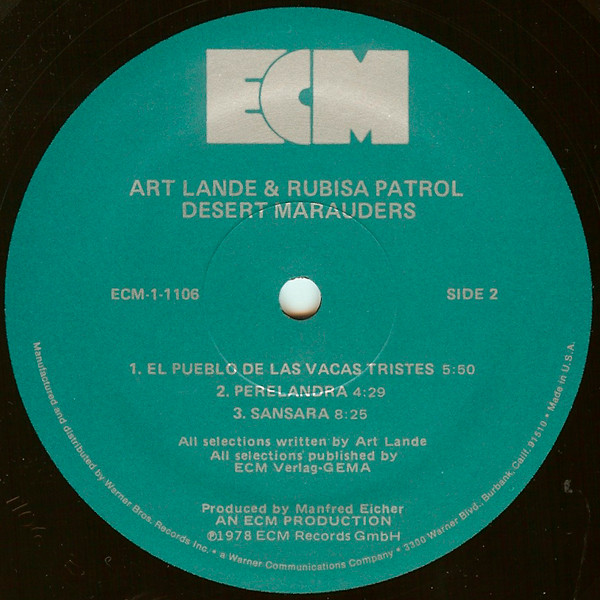 ECM
ART LANDE & RUBISA PATROL
DESERT MARAUDERS
ECM-1-1106
SIDE 2
1. EL PUEBLO DE LAS VACAS TRISTES 5:50
2. PERELANDRA 4:29
3. SANSARA 8:25
All selections written by Art Lande
All selections published by
ECM Verlag-GEMA
Produced by Manfred Eicher
AN ECM PRODUCTION
℗1978 ECM Records GmbH
Manufactured and distributed by Warner Bros. Records Inc. • a Warner Communications Company • 3300 Warner Blvd., Burbank, Calif. 91510 • Made in U.S.A.